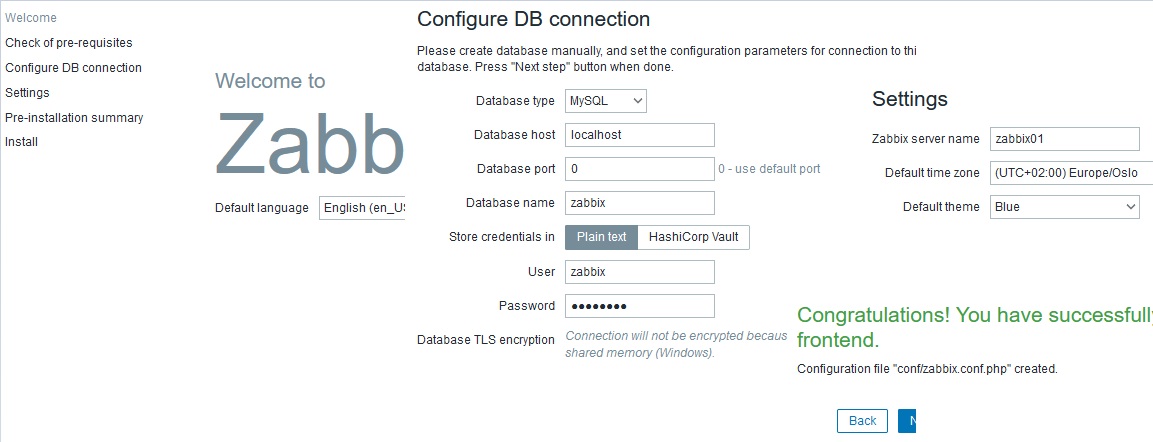 Welcome
Check of pre-requisites
Configure DB connection
Settings
Pre-installation summary
Install
Welcome to
Zabb
Default language English (en_US
Configure DB connection
Please create database manually, and set the configuration parameters for connection to thi
database. Press "Next step" button when done.
Database type MySQL
Database host localhost
Database port 0 0 - use default port
Database name zabbix
Store credentials in Plain text HashiCorp Vault
User zabbix
Password ●●●●●●●●
Database TLS encryption Connection will not be encrypted becaus
shared memory (Windows).
Back N
Settings
Zabbix server name zabbix01
Default time zone (UTC+02:00) Europe/Oslo
Default theme Blue
Congratulations! You have successfully
frontend.
Configuration file "conf/zabbix.conf.php" created.